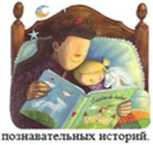 познавательных историй.